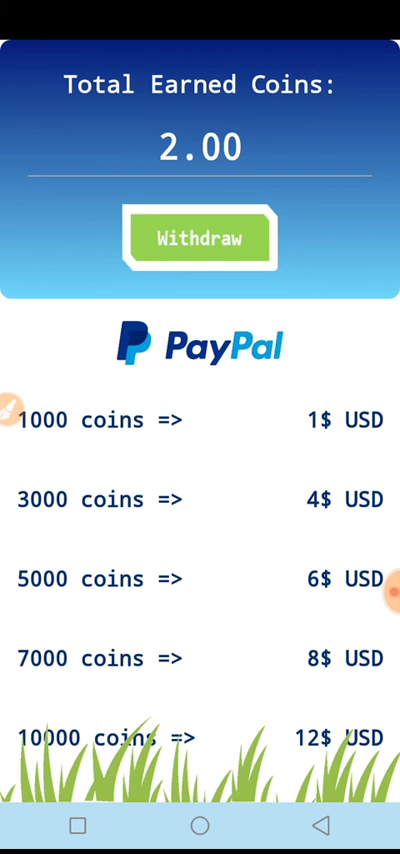 Total Earned Coins:
2.00
Withdraw
PayPal
1000 coins => 1$ USD
3000 coins => 4$ USD
5000 coins => 6$ USD
7000 coins => 8$ USD
10000 coins => 12$ USD